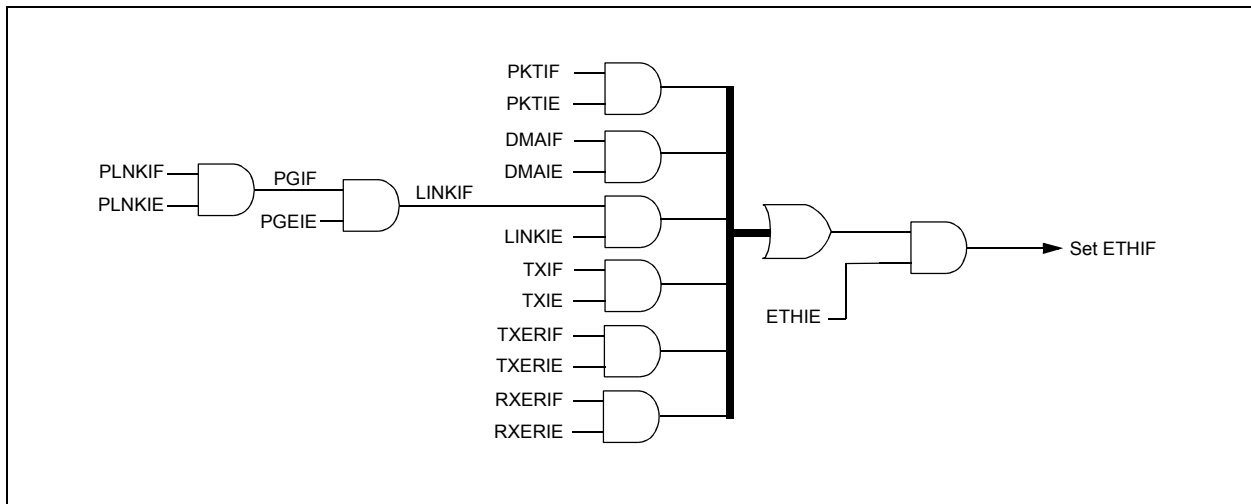 PKTIF
PKTIE
DMAIF
DMAIE
PLNKIF
PLNKIE
PGIF
PGEIE
LINKIF
LINKIE
TXIF
TXIE
TXERIF
TXERIE
RXERIF
RXERIE
ETHIE
Set ETHIF